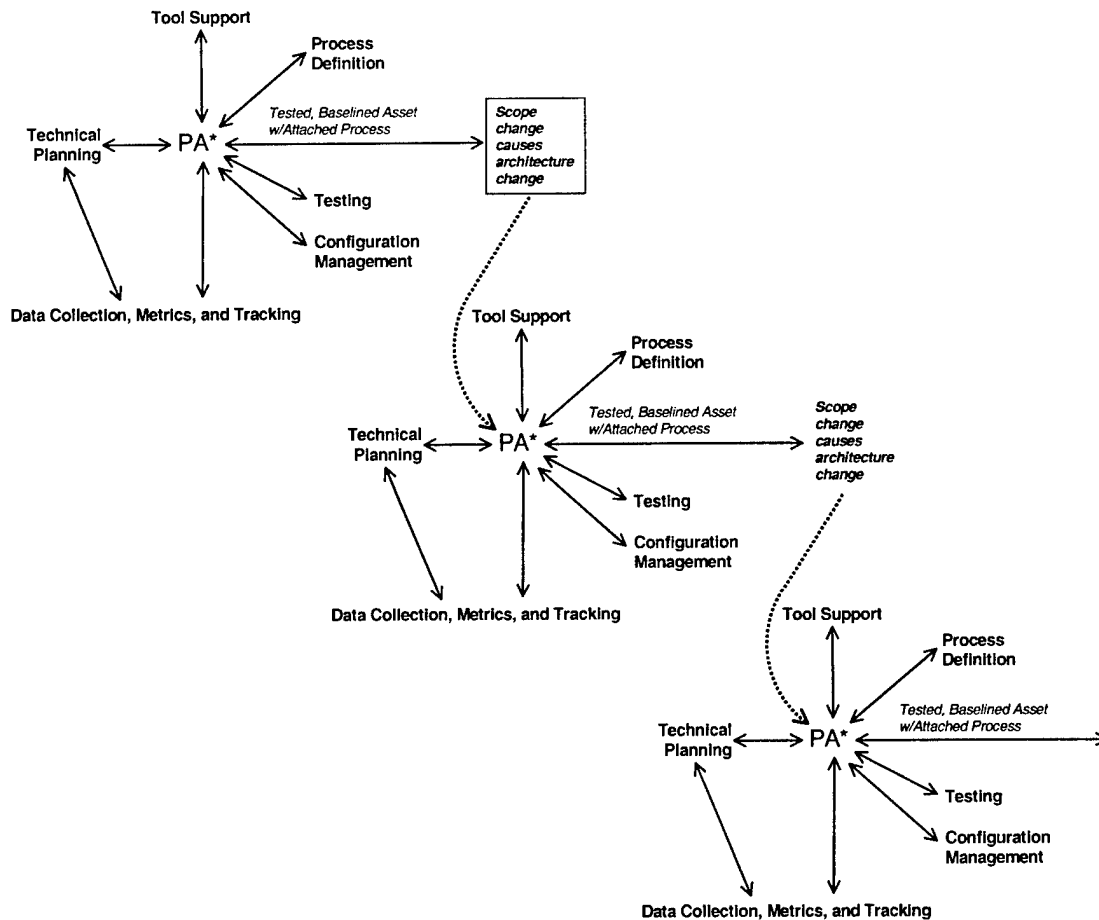 Tool Support
Process
Definition
Tested, Baselined Asset
w/Attached Process
Scope
change
causes
architecture
change
Technical
Planning
PA*
Testing
Configuration
Management
Data Collection, Metrics, and Tracking
Tool Support
Process
Definition
Tested, Baselined Asset
w/Attached Process
Scope
change
causes
architecture
change
Technical
Planning
PA*
Testing
Configuration
Management
Data Collection, Metrics, and Tracking
Tool Support
Process
Definition
Tested, Baselined Asset
w/Attached Process
Technical
Planning
PA*
Testing
Configuration
Management
Data Collection, Metrics, and Tracking